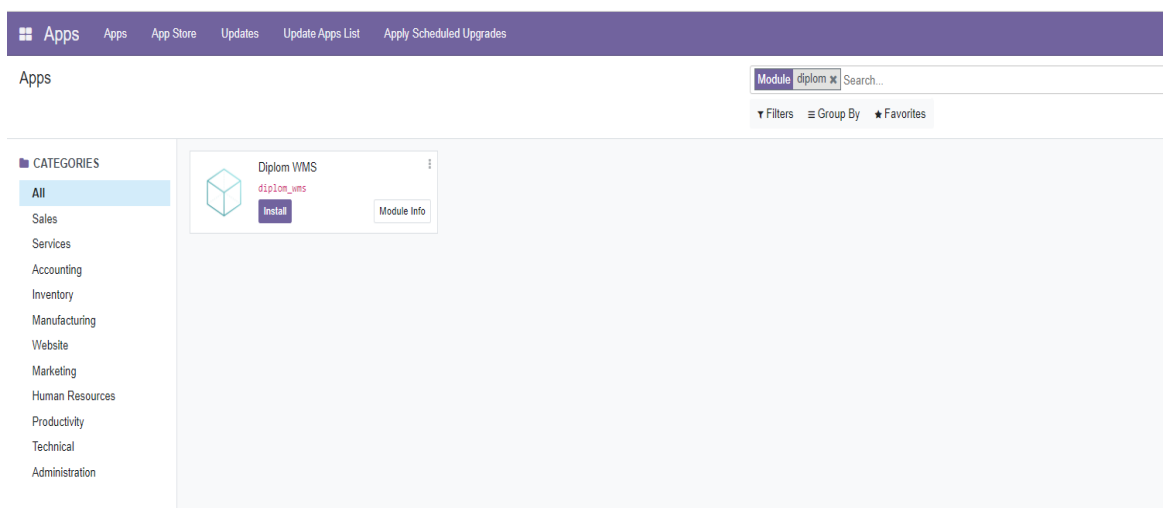 Apps Apps App Store Updates Update Apps List Apply Scheduled Upgrades
Apps
Module diplom Search...
Filters Group By Favorites
CATEGORIES
All
Sales
Services
Accounting
Inventory
Manufacturing
Website
Marketing
Human Resources
Productivity
Technical
Administration
Diplom WMS
diplom_wms
Install Module Info